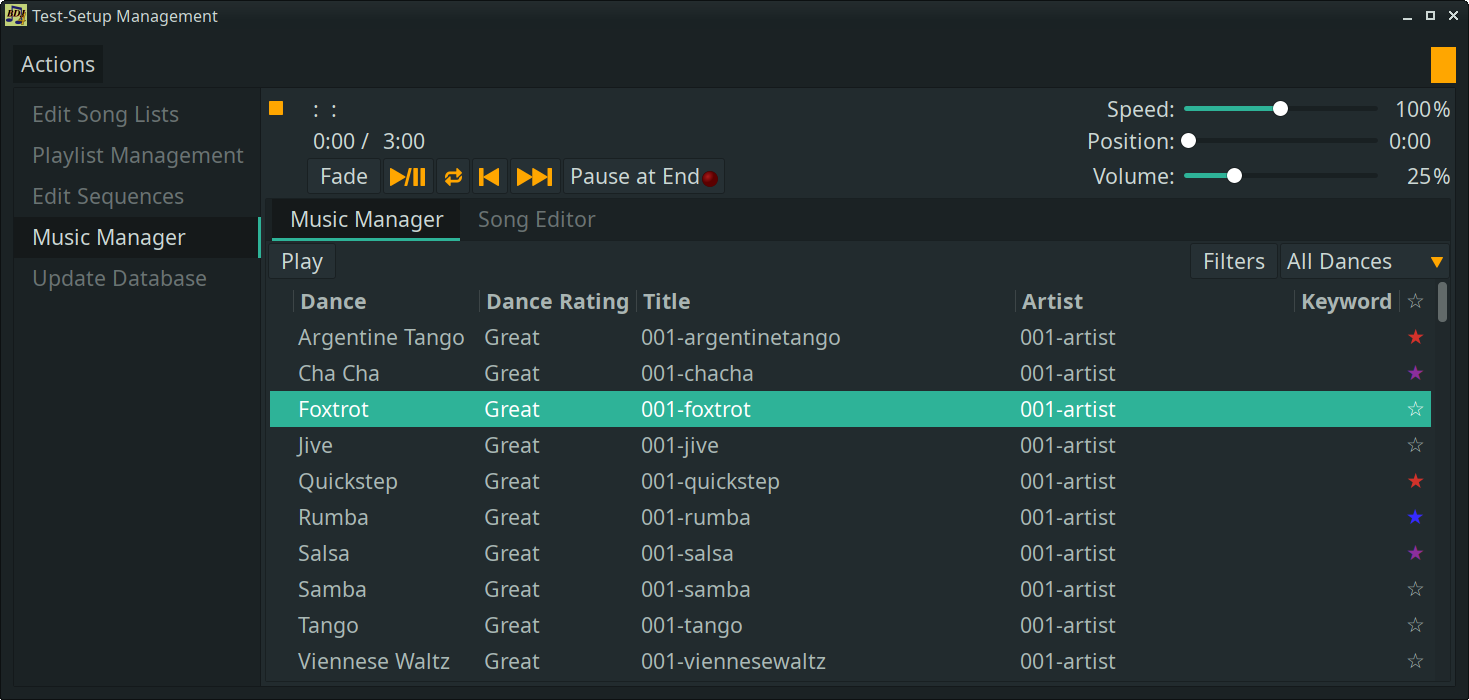 Test-Setup Management
Actions
Edit Song Lists
Playlist Management
Edit Sequences
Music Manager
Update Database
: :
0:00 / 3:00
Fade
Pause at End
Speed: 100%
Position: 0:00
Volume: 25%
Music Manager Song Editor
Play Filters All Dances
Dance Dance Rating Title Artist Keyword ☆
Argentine Tango Great 001-argentinetango 001-artist ★
Cha Cha Great 001-chacha 001-artist ★
Foxtrot Great 001-foxtrot 001-artist ☆
Jive Great 001-jive 001-artist ☆
Quickstep Great 001-quickstep 001-artist ★
Rumba Great 001-rumba 001-artist ★
Salsa Great 001-salsa 001-artist ★
Samba Great 001-samba 001-artist ☆
Tango Great 001-tango 001-artist ☆
Viennese Waltz Great 001-viennesewaltz 001-artist ☆